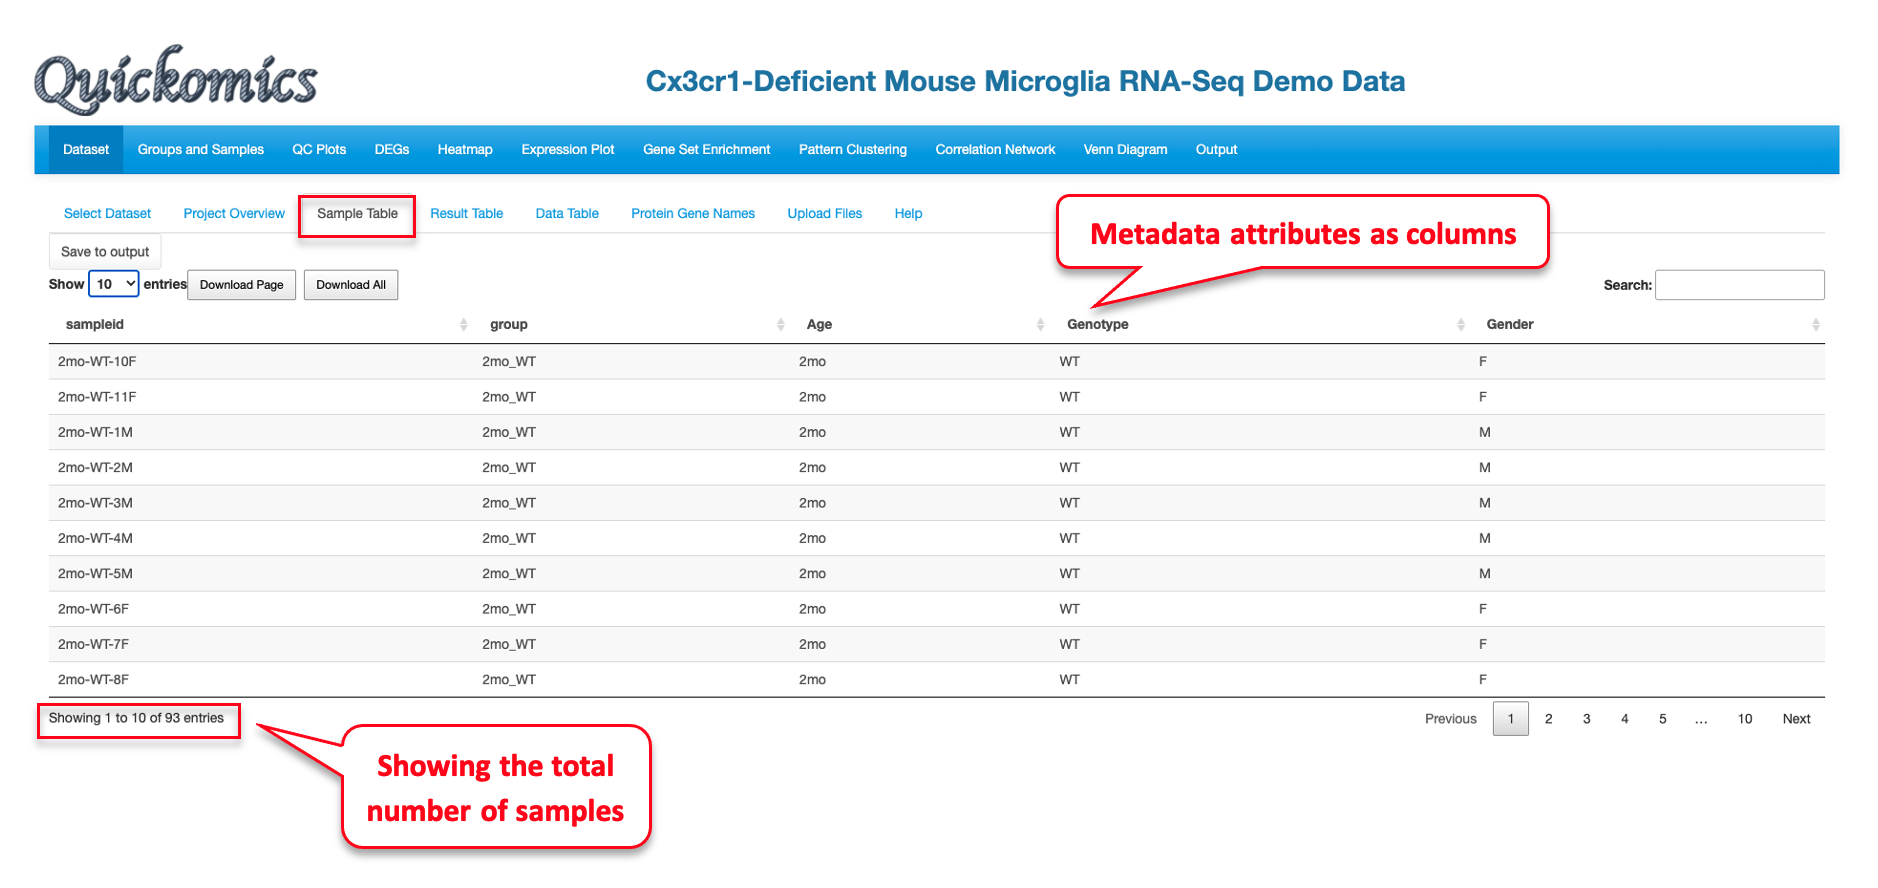 Quickomics
Cx3cr1-Deficient Mouse Microglia RNA-Seq Demo Data
Dataset Groups and Samples QC Plots DEGs Heatmap Expression Plot Gene Set Enrichment Pattern Clustering Correlation Network Venn Diagram Output
Select Dataset Project Overview Sample Table Result Table Data Table Protein Gene Names Upload Files Help
Metadata attributes as columns
Save to output
Show 10 entries Download Page Download All Search:
sampleid group Age Genotype Gender
2mo-WT-10F 2mo_WT 2mo WT F
2mo-WT-11F 2mo_WT 2mo WT F
2mo-WT-1M 2mo_WT 2mo WT M
2mo-WT-2M 2mo_WT 2mo WT M
2mo-WT-3M 2mo_WT 2mo WT M
2mo-WT-4M 2mo_WT 2mo WT M
2mo-WT-5M 2mo_WT 2mo WT M
2mo-WT-6F 2mo_WT 2mo WT F
2mo-WT-7F 2mo_WT 2mo WT F
2mo-WT-8F 2mo_WT 2mo WT F
Showing 1 to 10 of 93 entries Previous 1 2 3 4 5 ... 10 Next
Showing the total
number of samples